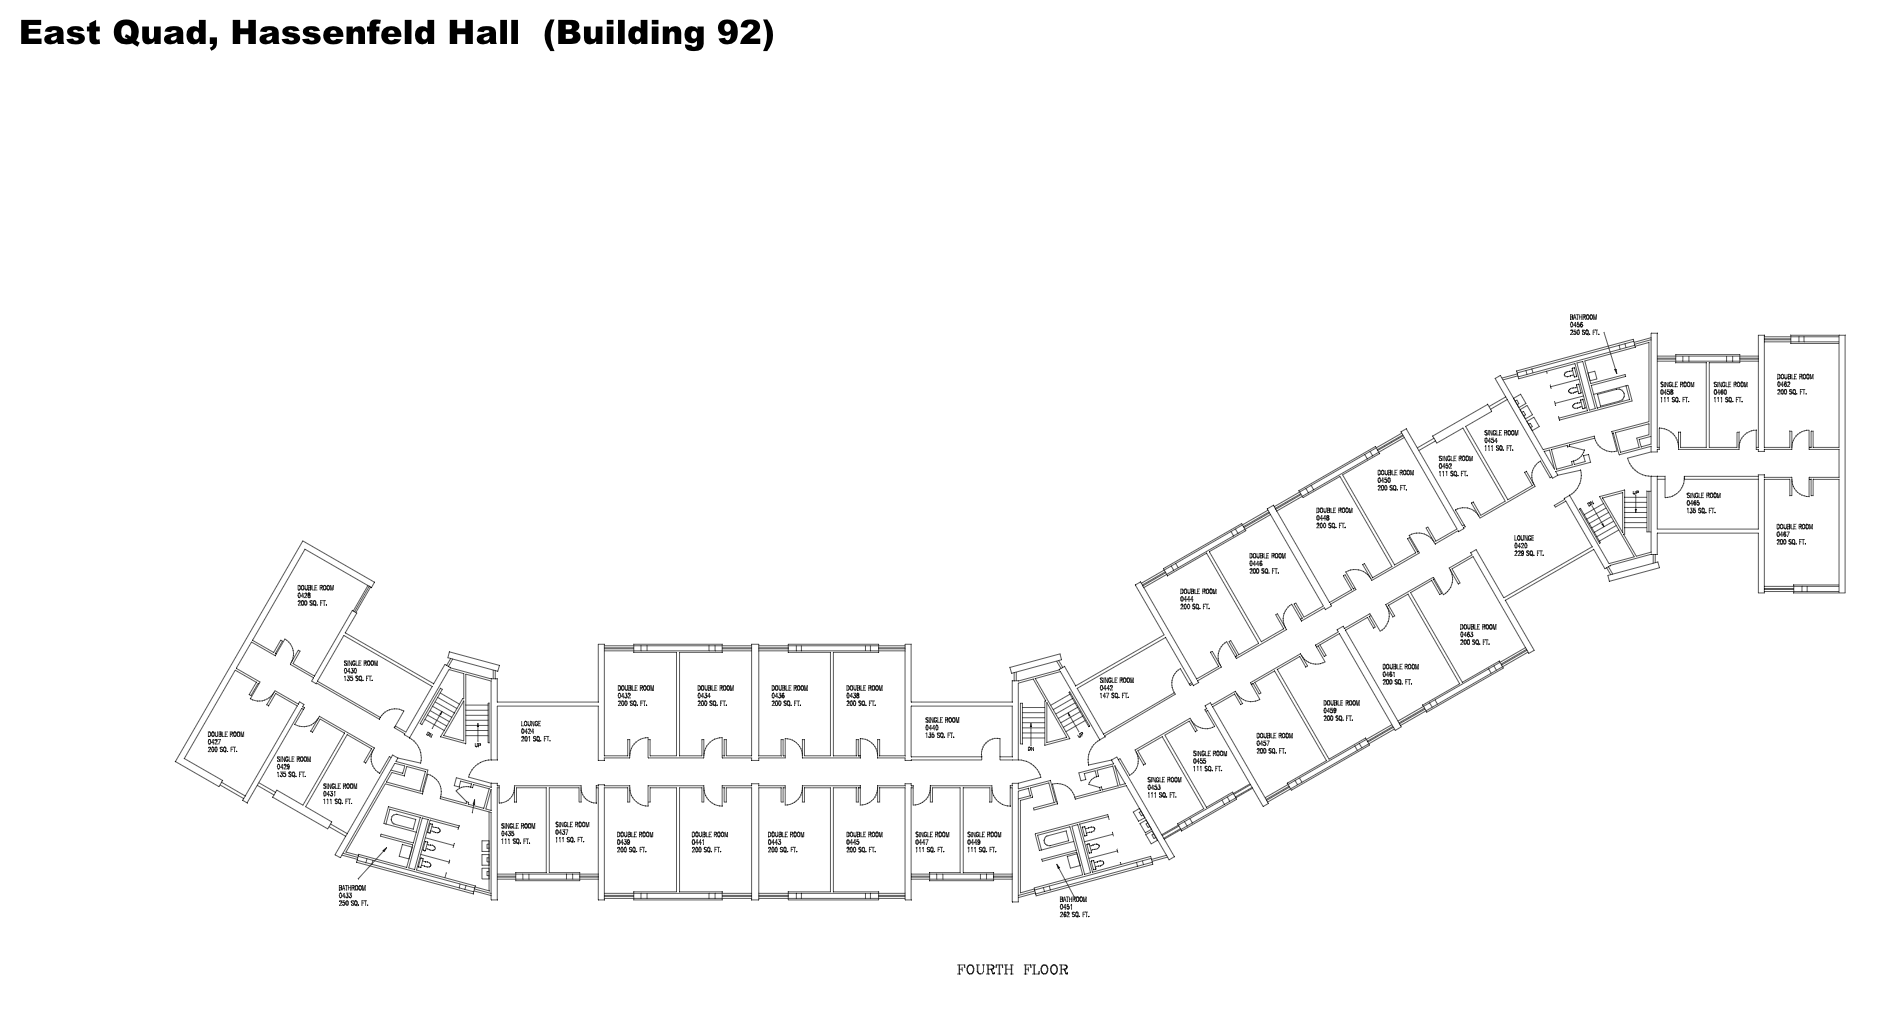 East Quad, Hassenfeld Hall (Building 92)
BATHROOM
0456
250 SQ. FT.
SINGLE ROOM
0458
111 SQ. FT.
SINGLE ROOM
0460
111 SQ. FT.
DOUBLE ROOM
0462
200 SQ. FT.
SINGLE ROOM
0454
111 SQ. FT.
SINGLE ROOM
0452
111 SQ. FT.
DOUBLE ROOM
0450
200 SQ. FT.
DOUBLE ROOM
0448
200 SQ. FT.
DOUBLE ROOM
0446
200 SQ. FT.
DOUBLE ROOM
0444
200 SQ. FT.
SINGLE ROOM
0465
135 SQ. FT.
DOUBLE ROOM
0467
200 SQ. FT.
DN
UP
LOUNGE
0420
229 SQ. FT.
DOUBLE ROOM
0463
200 SQ. FT.
DOUBLE ROOM
0461
200 SQ. FT.
DOUBLE ROOM
0459
200 SQ. FT.
DOUBLE ROOM
0457
200 SQ. FT.
SINGLE ROOM
0455
111 SQ. FT.
SINGLE ROOM
0453
111 SQ. FT.
SINGLE ROOM
0442
147 SQ. FT.
DOUBLE ROOM
0428
200 SQ. FT.
SINGLE ROOM
0430
135 SQ. FT.
DOUBLE ROOM
0427
200 SQ. FT.
SINGLE ROOM
0429
135 SQ. FT.
SINGLE ROOM
0431
111 SQ. FT.
DN
UP
LOUNGE
0424
201 SQ. FT.
DOUBLE ROOM
0432
200 SQ. FT.
DOUBLE ROOM
0434
200 SQ. FT.
DOUBLE ROOM
0436
200 SQ. FT.
DOUBLE ROOM
0438
200 SQ. FT.
SINGLE ROOM
0440
135 SQ. FT.
DN
UP
SINGLE ROOM
0435
111 SQ. FT.
SINGLE ROOM
0437
111 SQ. FT.
DOUBLE ROOM
0439
200 SQ. FT.
DOUBLE ROOM
0441
200 SQ. FT.
DOUBLE ROOM
0443
200 SQ. FT.
DOUBLE ROOM
0445
200 SQ. FT.
SINGLE ROOM
0447
111 SQ. FT.
SINGLE ROOM
0449
111 SQ. FT.
BATHROOM
0433
250 SQ. FT.
BATHROOM
0451
262 SQ. FT.
FOURTH FLOOR